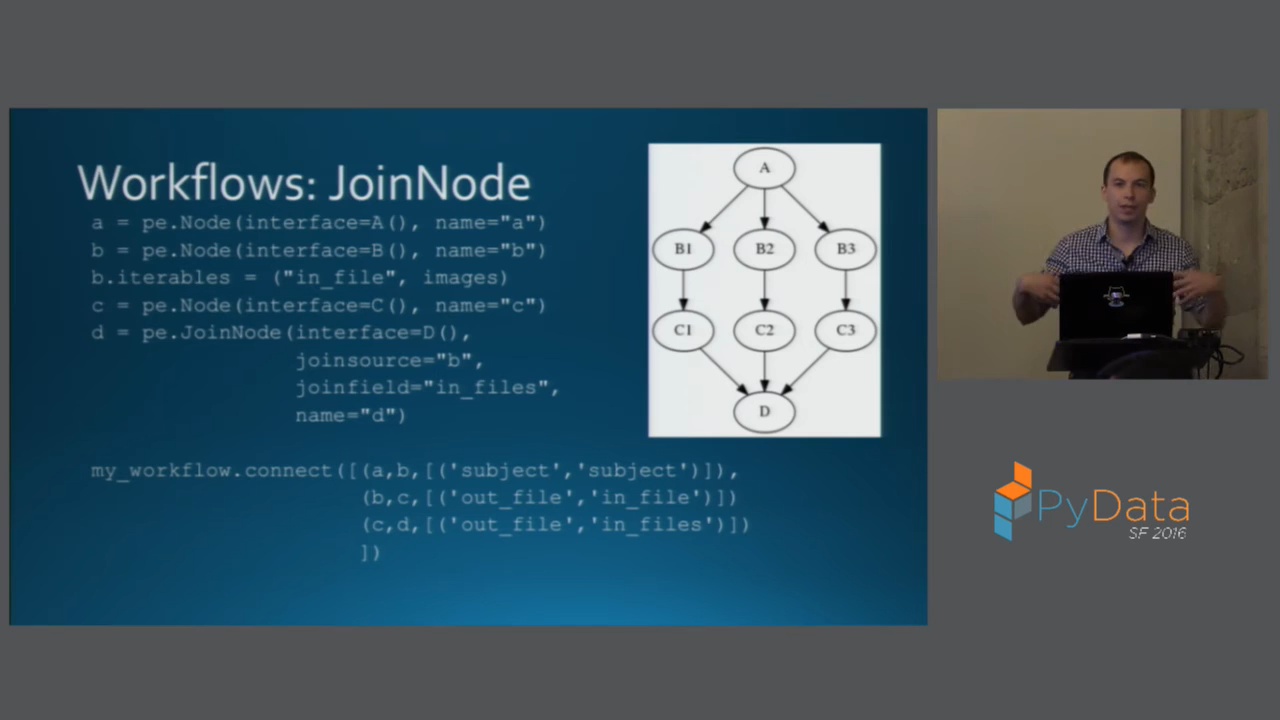 Workflows: JoinNode
a = pe.Node(interface=A(), name="a")
b = pe.Node(interface=B(), name="b")
b.iterables = ("in_file", images)
c = pe.Node(interface=C(), name="c")
d = pe.JoinNode(interface=D(),
joinsource="b",
joinfield="in_files",
name="d")
my_workflow.connect([(a,b,[('subject','subject')]),
(b,c,[('out_file','in_file')])
(c,d,[('out_file','in_files')])
])
A
B1 B2 B3
C1 C2 C3
D
PyData
SF 2016